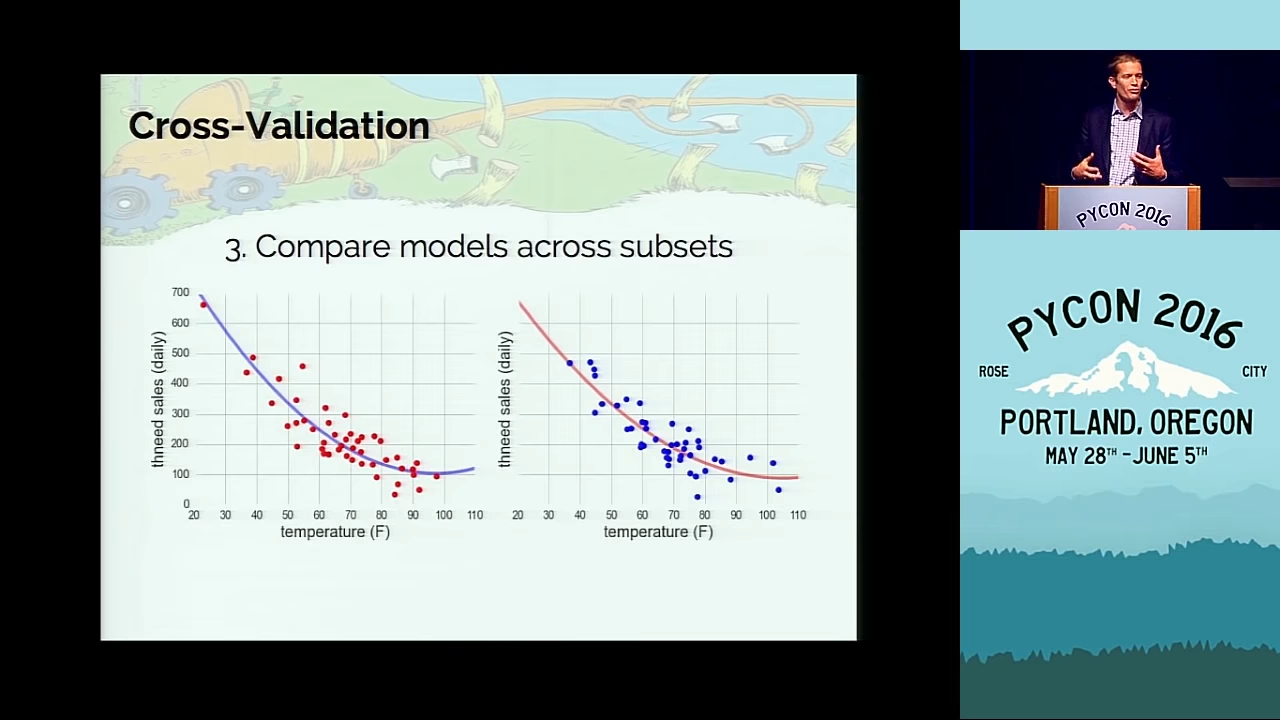 Cross-Validation
3. Compare models across subsets
700
600
500
400
300
200
100
0
thneed sales (daily)
20 30 40 50 60 70 80 90 100 110
temperature (F)
thneed sales (daily)
20 30 40 50 60 70 80 90 100 110
temperature (F)
PYCON 2016
PYCON 2016
ROSE CITY
PORTLAND, OREGON
MAY 28TH - JUNE 5TH